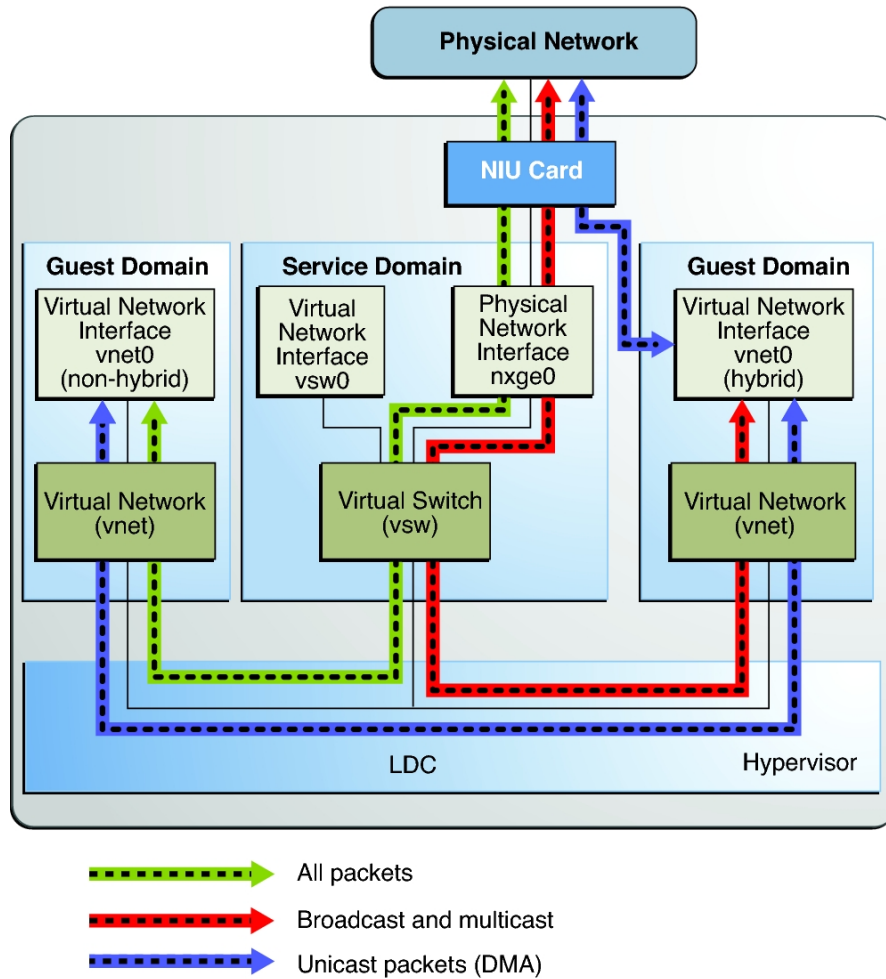 Physical Network
NIU Card
Guest Domain
Virtual Network
Interface
vnet0
(non-hybrid)
Virtual Network
(vnet)
Service Domain
Virtual
Network
Interface
vsw0
Physical
Network
Interface
nxge0
Virtual Switch
(vsw)
Guest Domain
Virtual Network
Interface
vnet0
(hybrid)
Virtual Network
(vnet)
LDC
Hypervisor
All packets
Broadcast and multicast
Unicast packets (DMA)